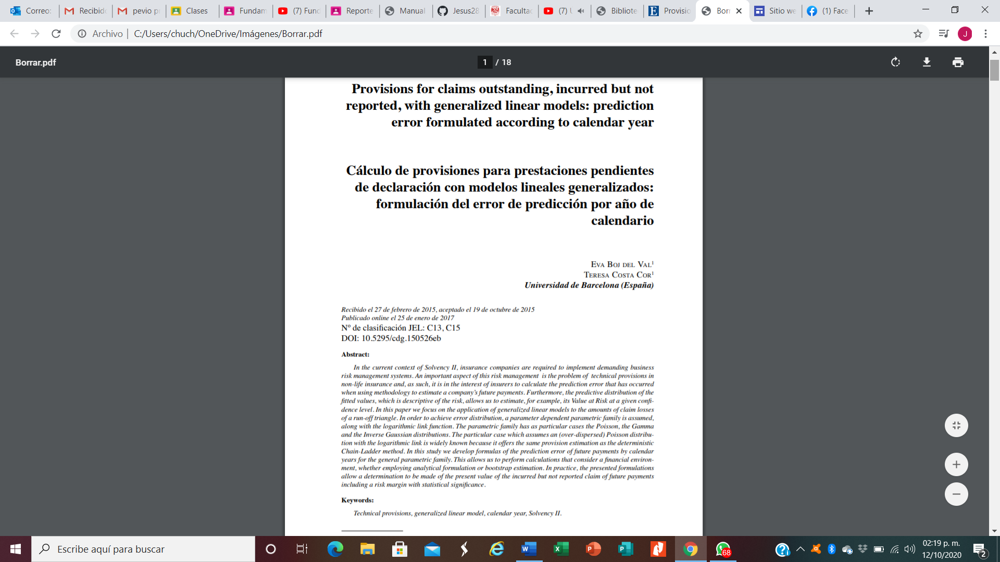 Correo:
Recibido
pevio p
Clases
Fundam
(7) Func
Reporte
Manual
Jesus28
Facultac
(7) U
Bibliote
Provisio
Borr
Sitio we
(1) Face
Archivo
C:/Users/chuch/OneDrive/Imágenes/Borrar.pdf
J
Borrar.pdf
1 / 18
Provisions for claims outstanding, incurred but not
reported, with generalized linear models: prediction
error formulated according to calendar year
Cálculo de provisiones para prestaciones pendientes
de declaración con modelos lineales generalizados:
formulación del error de predicción por año de
calendario
Eva Boj del Val¹
Teresa Costa Cor¹
Universidad de Barcelona (España)
Recibido el 27 de febrero de 2015, aceptado el 19 de octubre de 2015
Publicado online el 25 de enero de 2017
Nº de clasificación JEL: C13, C15
DOI: 10.5295/cdg.150526eb
Abstract:
In the current context of Solvency II, insurance companies are required to implement demanding business
risk management systems. An important aspect of this risk management is the problem of technical provisions in
non-life insurance and, as such, it is in the interest of insurers to calculate the prediction error that has occurred
when using methodology to estimate a company's future payments. Furthermore, the predictive distribution of the
fitted values, which is descriptive of the risk, allows us to estimate, for example, its Value at Risk at a given confi-
dence level. In this paper we focus on the application of generalized linear models to the amounts of claim losses
of a run-off triangle. In order to achieve error distribution, a parameter dependent parametric family is assumed,
along with the logarithmic link function. The parametric family has as particular cases the Poisson, the Gamma
and the Inverse Gaussian distributions. The particular case which assumes an (over-dispersed) Poisson distribu-
tion with the logarithmic link is widely known because it offers the same provision estimation as the deterministic
Chain-Ladder method. In this study we develop formulas of the prediction error of future payments by calendar
years for the general parametric family. This allows us to perform calculations that consider a financial environ-
ment, whether employing analytical formulation or bootstrap estimation. In practice, the presented formulations
allow a determination to be made of the present value of the incurred but not reported claim of future payments
including a risk margin with statistical significance.
Keywords:
Technical provisions, generalized linear model, calendar year, Solvency II.
Escribe aquí para buscar
68
02:19 p. m.
12/10/2020
2